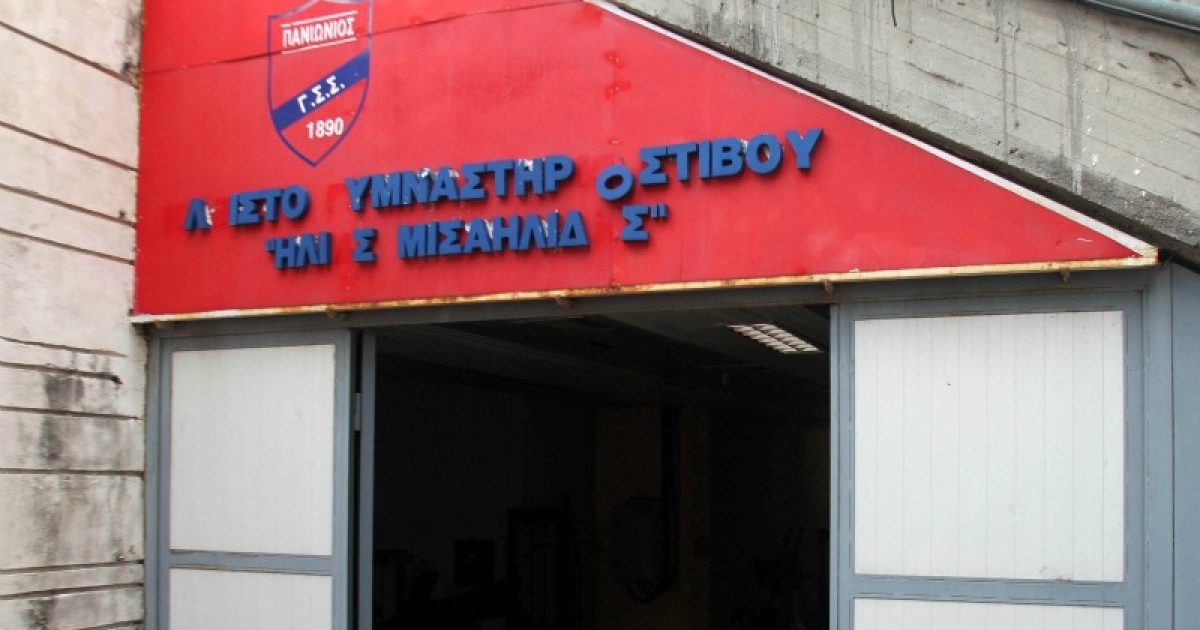 ΠΑΝΙΩΝΙΟΣ
Γ.Σ.Σ.
1890
Λ ΙΣΤΟ ΥΜΝΑΣΤΗΡ Ο ΣΤΙΒΟΥ
"ΗΛΙ Σ ΜΙΣΑΗΛΙΔ Σ"